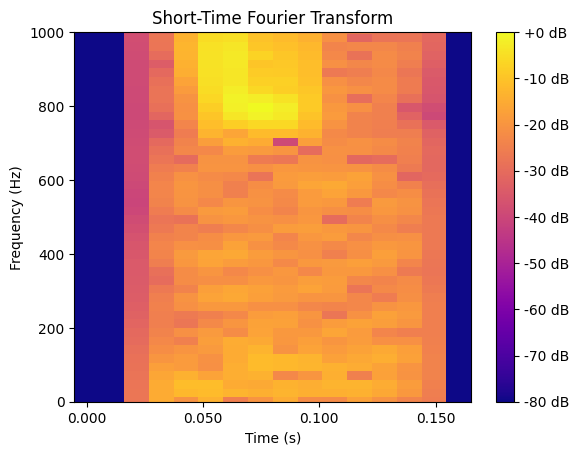 Short-Time Fourier Transform
Frequency (Hz)
1000
800
600
400
200
0
0.000
0.050
0.100
0.150
Time (s)
+0 dB
-10 dB
-20 dB
-30 dB
-40 dB
-50 dB
-60 dB
-70 dB
-80 dB